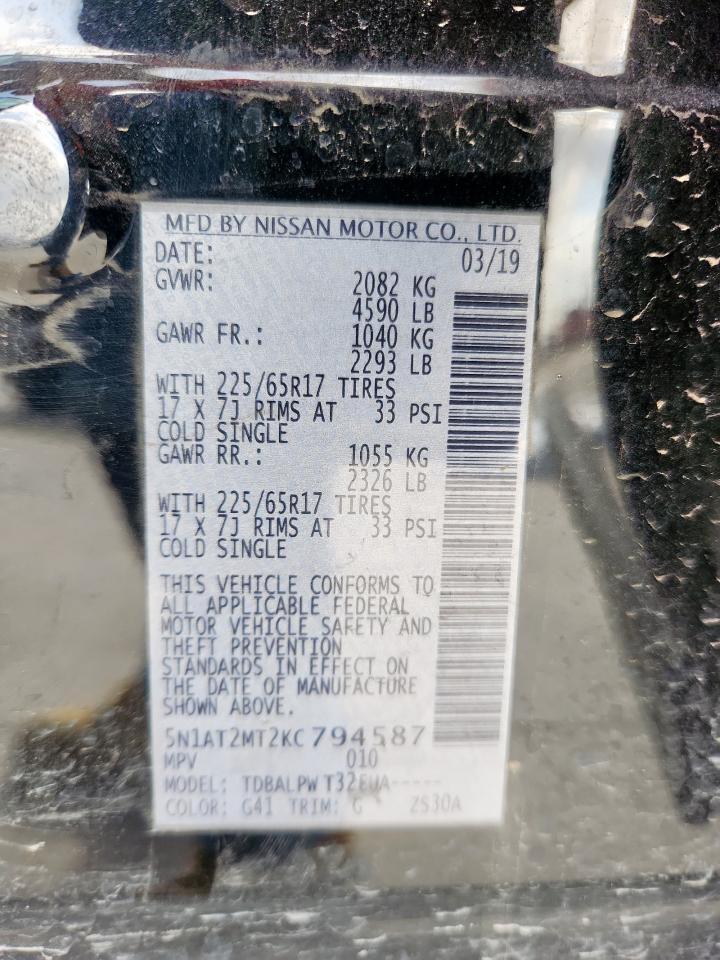 MFD BY NISSAN MOTOR CO., LTD.
DATE: 03/19
GVWR: 2082 KG
4590 LB
GAWR FR.: 1040 KG
2293 LB
WITH 225/65R17 TIRES
17 X 7J RIMS AT 33 PSI
COLD SINGLE
GAWR RR.: 1055 KG
2326 LB
WITH 225/65R17 TIRES
17 X 7J RIMS AT 33 PSI
COLD SINGLE
THIS VEHICLE CONFORMS TO
ALL APPLICABLE FEDERAL
MOTOR VEHICLE SAFETY AND
THEFT PREVENTION
STANDARDS IN EFFECT ON
THE DATE OF MANUFACTURE
SHOWN ABOVE.
5N1AT2MT2KC794587
MPV 010
MODEL: TDBALPW T32EUA-----
COLOR: G41 TRIM: G ZS30A